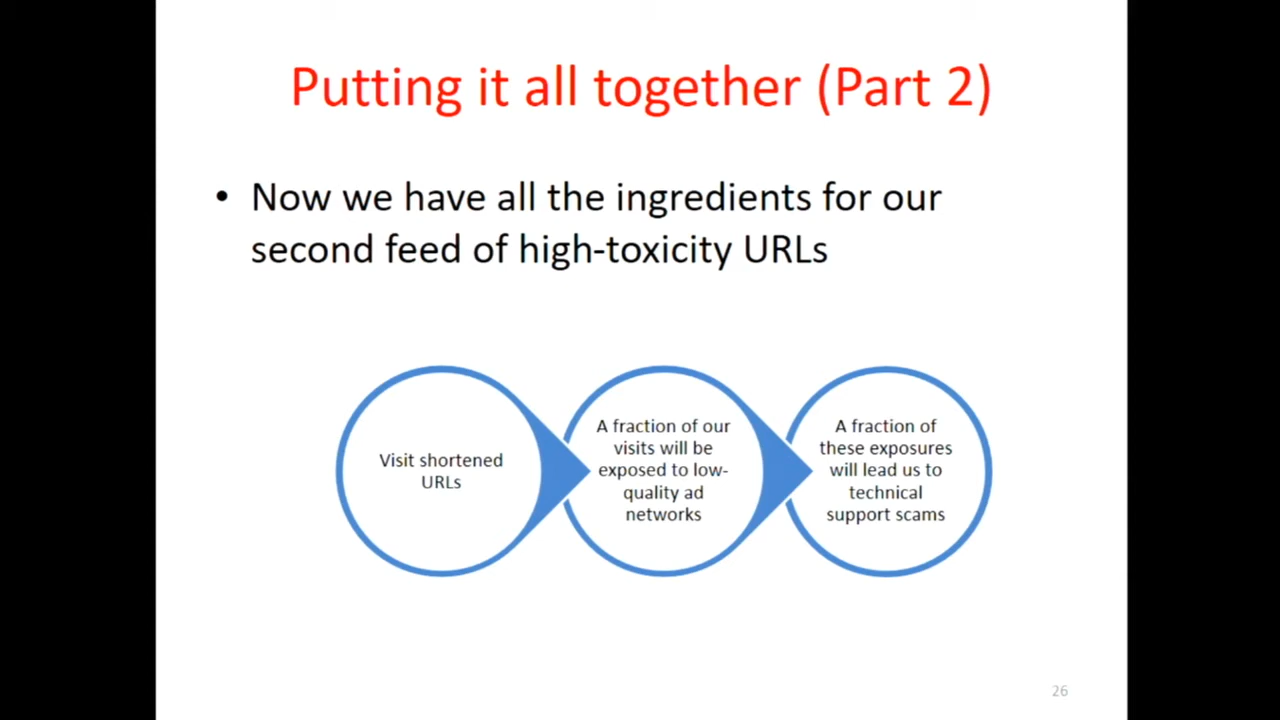 Putting it all together (Part 2)
• Now we have all the ingredients for our
second feed of high-toxicity URLs
Visit shortened
URLs
A fraction of our
visits will be
exposed to low-
quality ad
networks
A fraction of
these exposures
will lead us to
technical
support scams
26